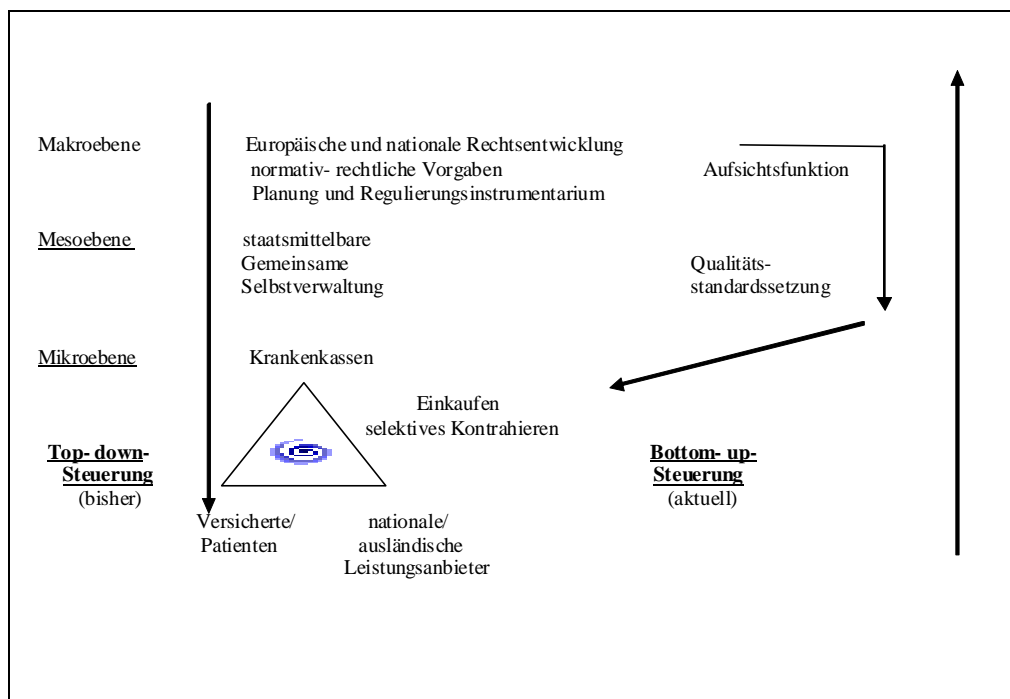 Makroebene
Europäische und nationale Rechtsentwicklung
normativ- rechtliche Vorgaben
Planung und Regulierungsinstrumentarium
Aufsichtsfunktion
Mesoebene
staatsmittelbare
Gemeinsame
Selbstverwaltung
Qualitäts-
standardssetzung
Mikroebene
Krankenkassen
Einkaufen
selektives Kontrahieren
Top- down-
Steuerung
(bisher)
Bottom- up-
Steuerung
(aktuell)
Versicherte/
Patienten
nationale/
ausländische
Leistungsanbieter